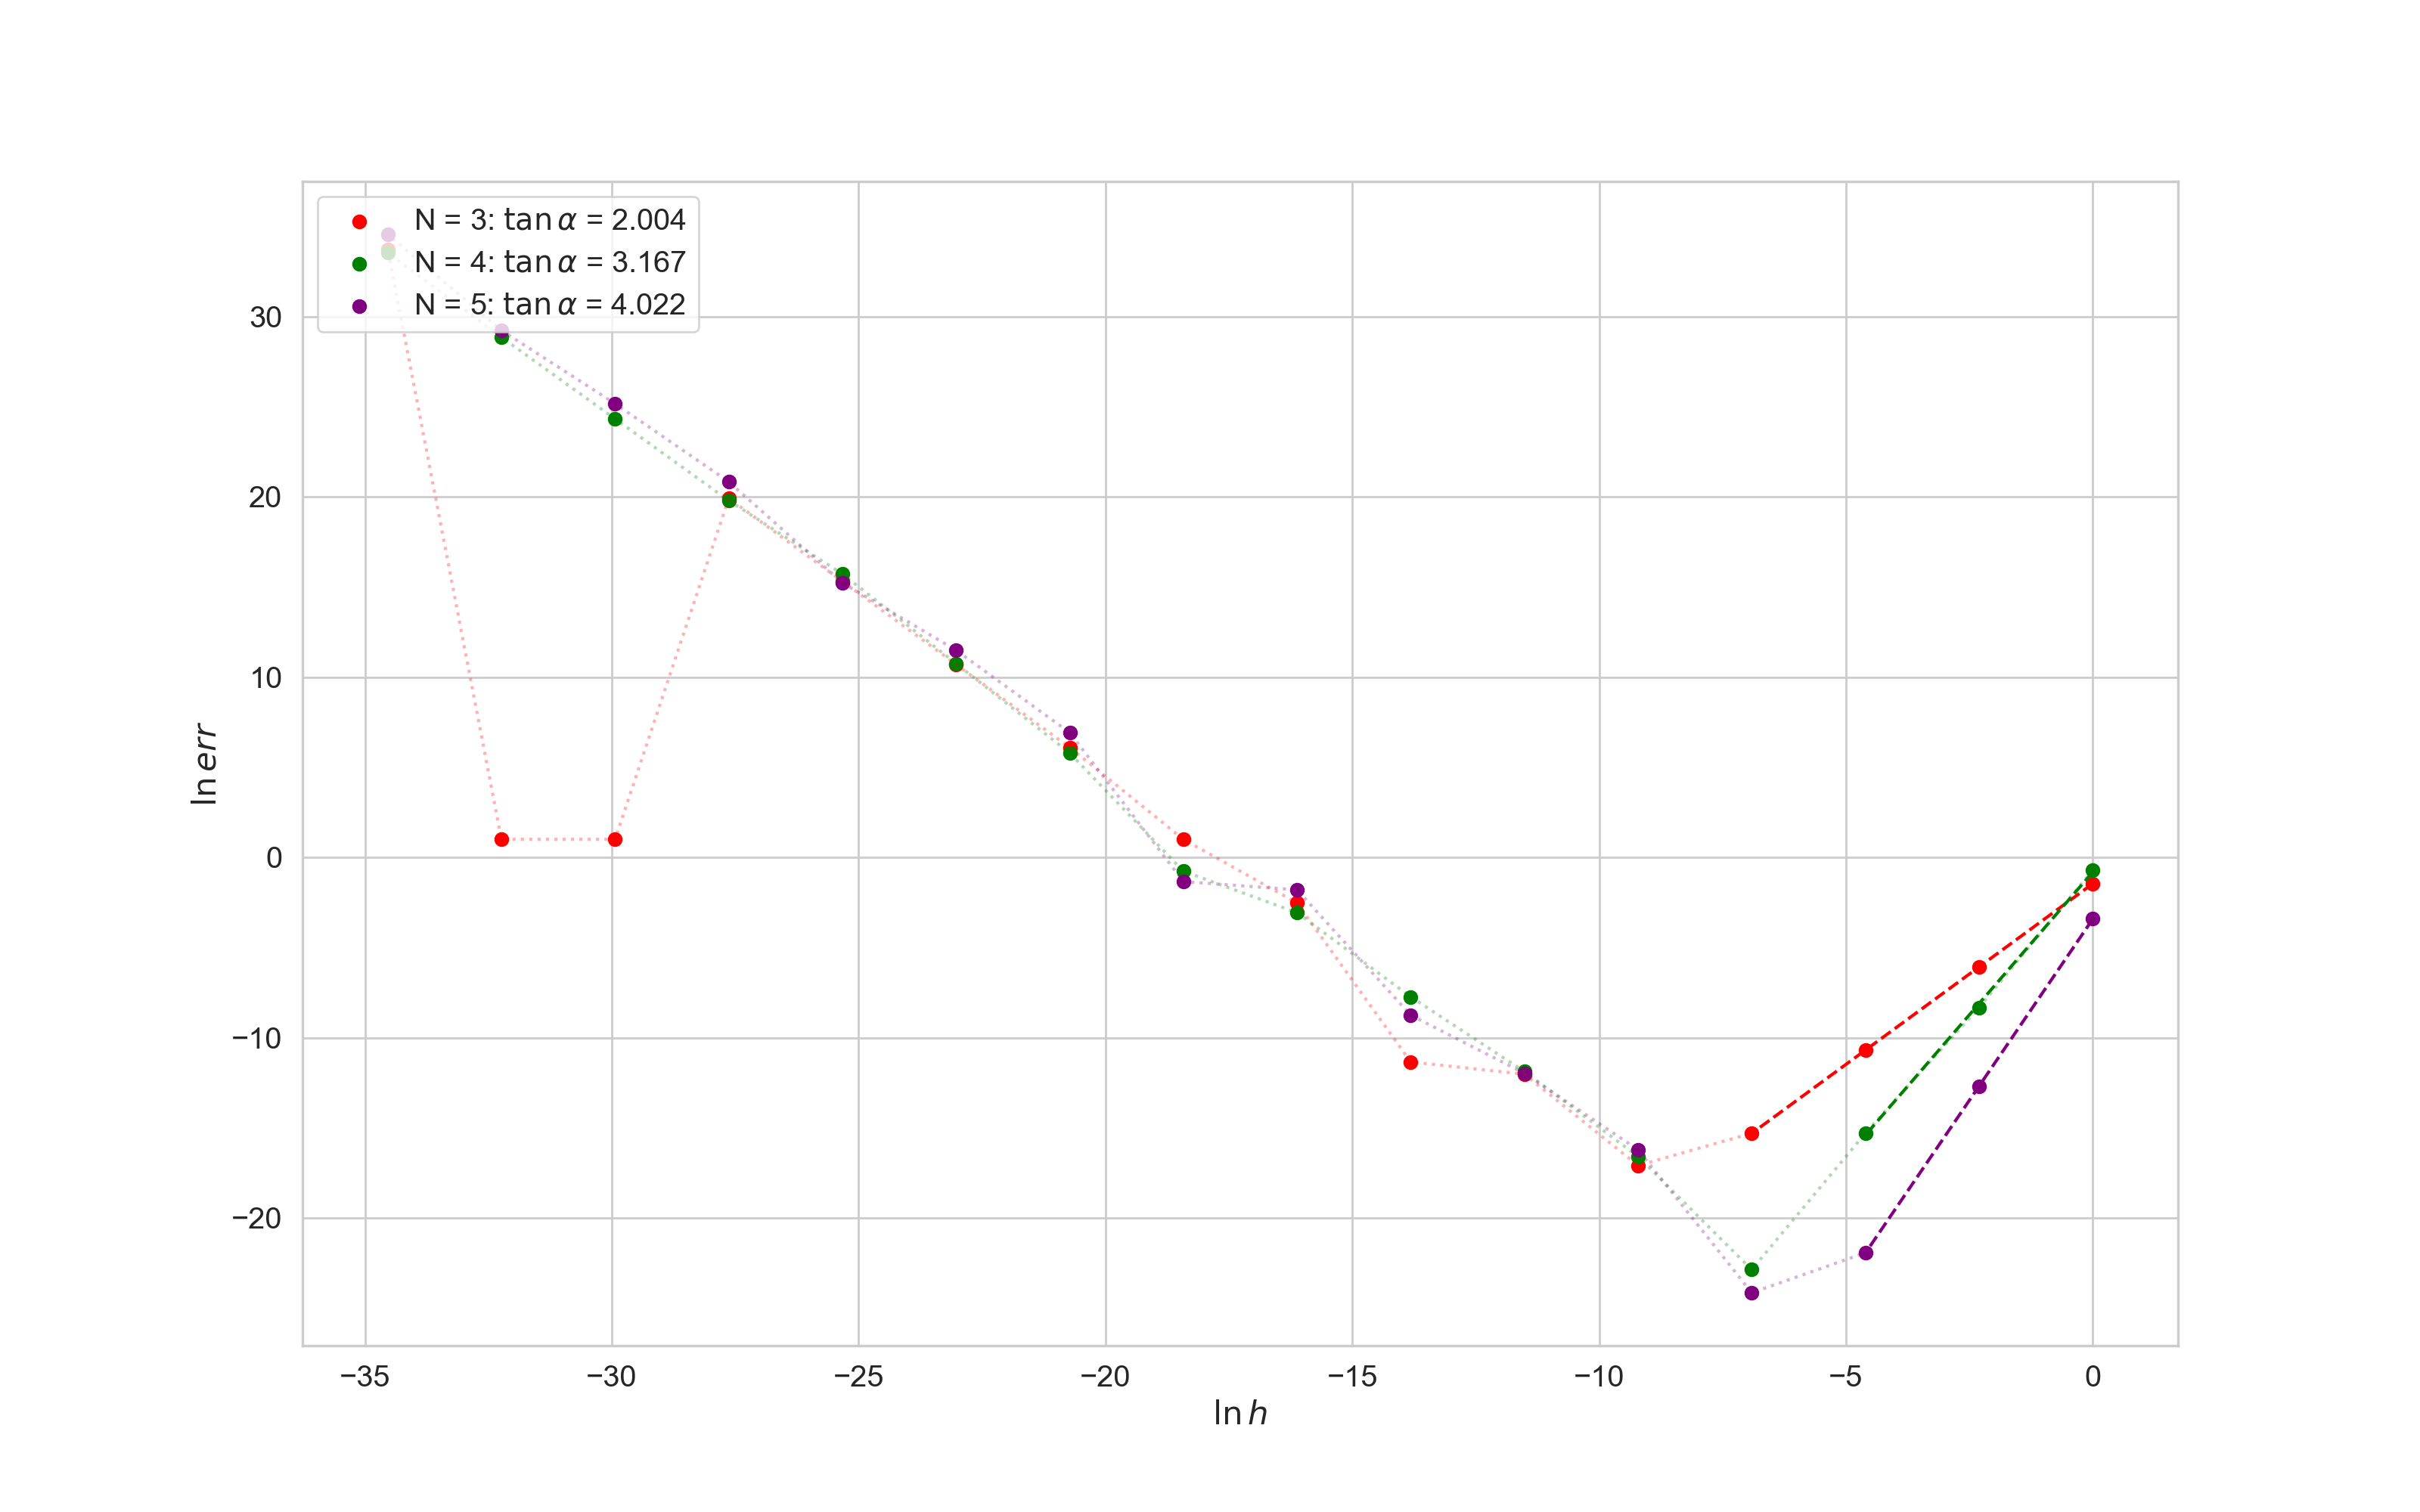 N = 3: tan α = 2.004
N = 4: tan α = 3.167
N = 5: tan α = 4.022
30
20
10
0
−10
−20
ln err
−35 −30 −25 −20 −15 −10 −5 0
ln h